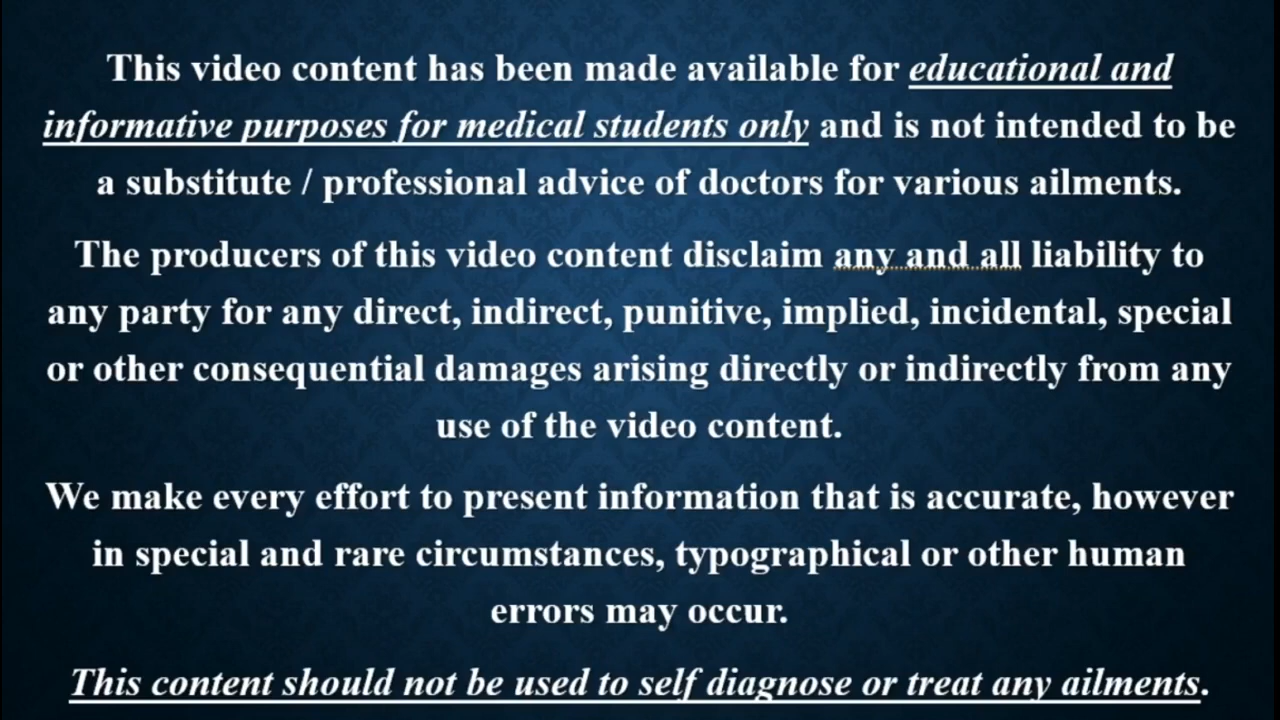 This video content has been made available for educational and
informative purposes for medical students only and is not intended to be
a substitute / professional advice of doctors for various ailments.
The producers of this video content disclaim any and all liability to
any party for any direct, indirect, punitive, implied, incidental, special
or other consequential damages arising directly or indirectly from any
use of the video content.
We make every effort to present information that is accurate, however
in special and rare circumstances, typographical or other human
errors may occur.
This content should not be used to self diagnose or treat any ailments.